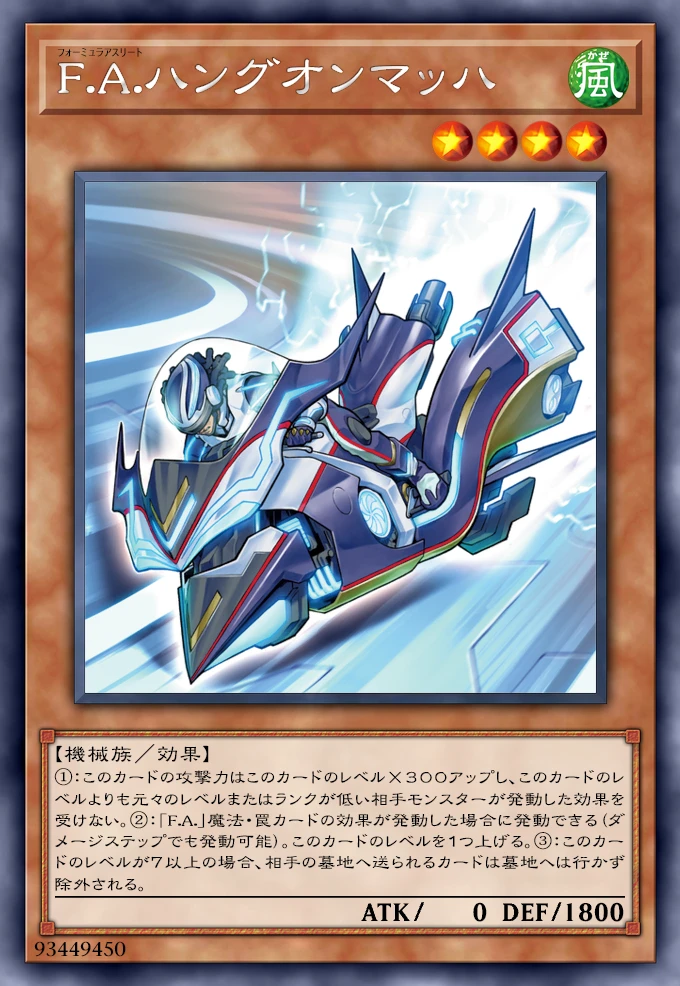 フォーミュラアスリート
F.A.ハングオンマッハ
かぜ
風
【機械族／効果】
①:このカードの攻撃力はこのカードのレベル×300アップし、このカードのレ
ベルよりも元々のレベルまたはランクが低い相手モンスターが発動した効果を
受けない。②:「F.A.」魔法・罠カードの効果が発動した場合に発動できる(ダ
メージステップでも発動可能)。このカードのレベルを1つ上げる。③:このカー
ドのレベルが7以上の場合、相手の墓地へ送られるカードは墓地へは行かず
除外される。
ATK/ 0 DEF/1800
93449450